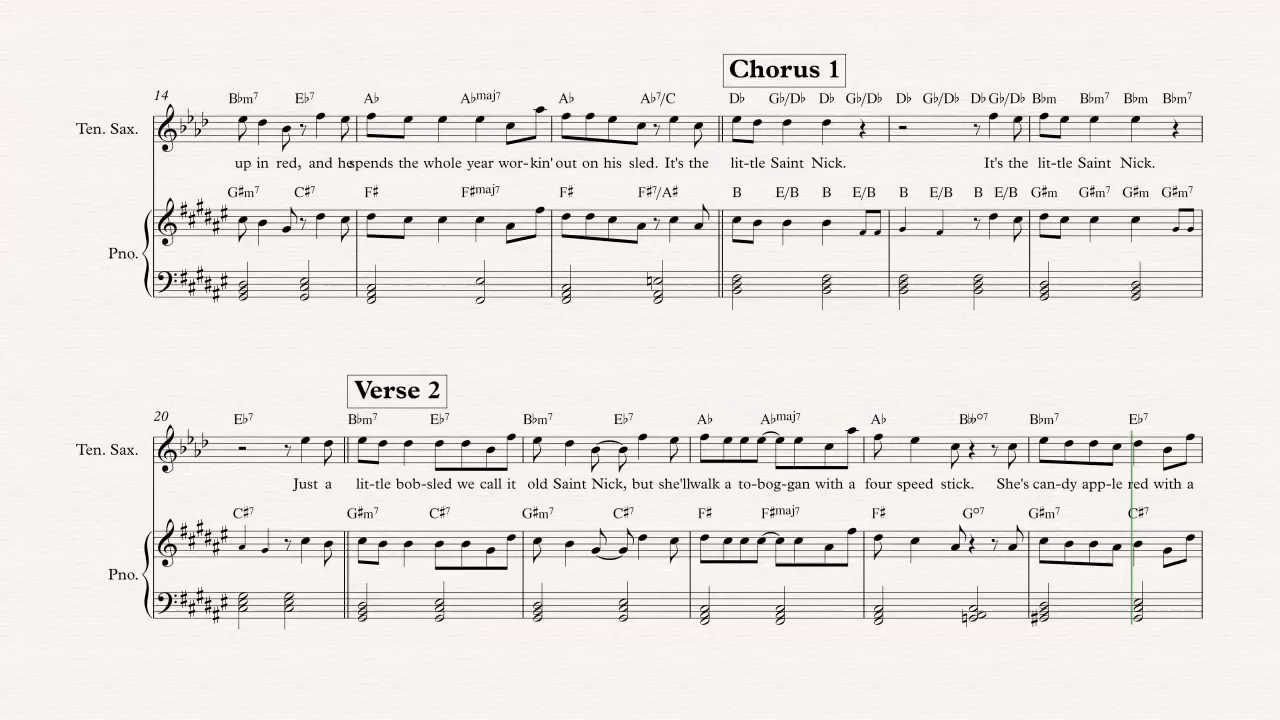 Chorus 1
14 B♭m7 E♭7 A♭ A♭maj7 A♭ A♭7/C D♭ G♭/D♭ D♭ G♭/D♭ D♭ G♭/D♭ D♭ G♭/D♭ B♭m B♭m7 B♭m B♭m7
Ten. Sax.
up in red, and he spends the whole year wor-kin' out on his sled. It's the lit-tle Saint Nick. It's the lit-tle Saint Nick.
G♯m7 C♯7 F♯ F♯maj7 F♯ F♯7/A♯ B E/B B E/B B E/B B E/B G♯m G♯m7 G♯m G♯m7
Pno.
Verse 2
20 E♭7 B♭m7 E♭7 B♭m7 E♭7 A♭ A♭maj7 A♭ B♭♭°7 B♭m7 E♭7
Ten. Sax.
Just a lit-tle bob-sled we call it old Saint Nick, but she'll walk a to-bog-gan with a four speed stick. She's can-dy app-le red with a
C♯7 G♯m7 C♯7 G♯m7 C♯7 F♯ F♯maj7 F♯ G°7 G♯m7 C♯7
Pno.